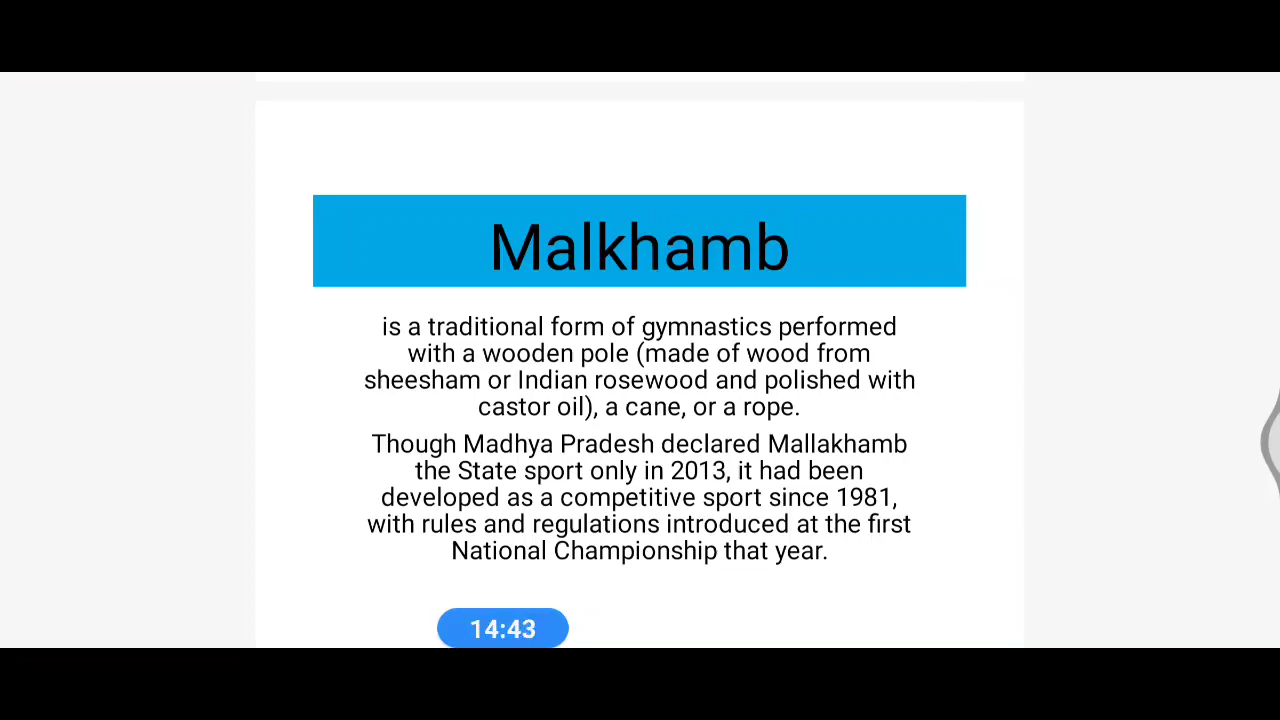 Malkhamb
is a traditional form of gymnastics performed
with a wooden pole (made of wood from
sheesham or Indian rosewood and polished with
castor oil), a cane, or a rope.
Though Madhya Pradesh declared Mallakhamb
the State sport only in 2013, it had been
developed as a competitive sport since 1981,
with rules and regulations introduced at the first
National Championship that year.
14:43